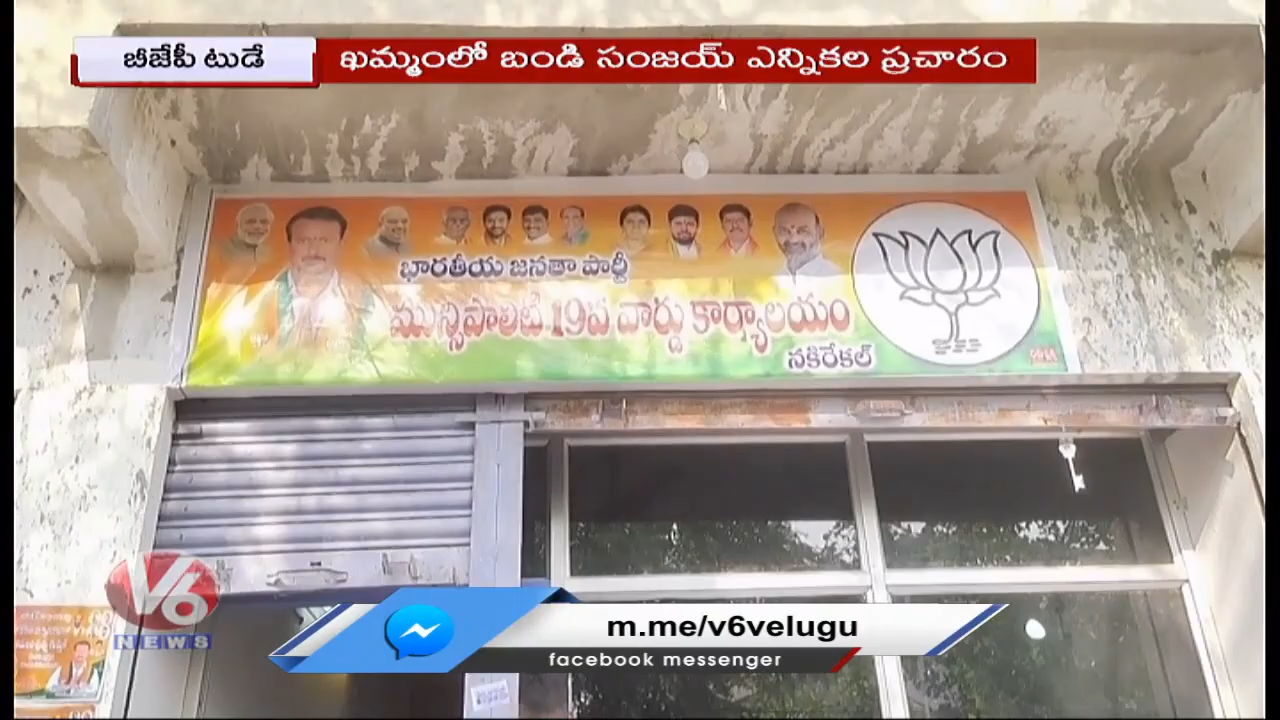 బీజేపీ టుడే
ఖమ్మంలో బండి సంజయ్ ఎన్నికల ప్రచారం
భారతీయ జనతా పార్టీ
మున్సిపాలిటీ 19వ వార్డు కార్యాలయం
నకిరేకల్
V6
NEWS
m.me/v6velugu
facebook messenger